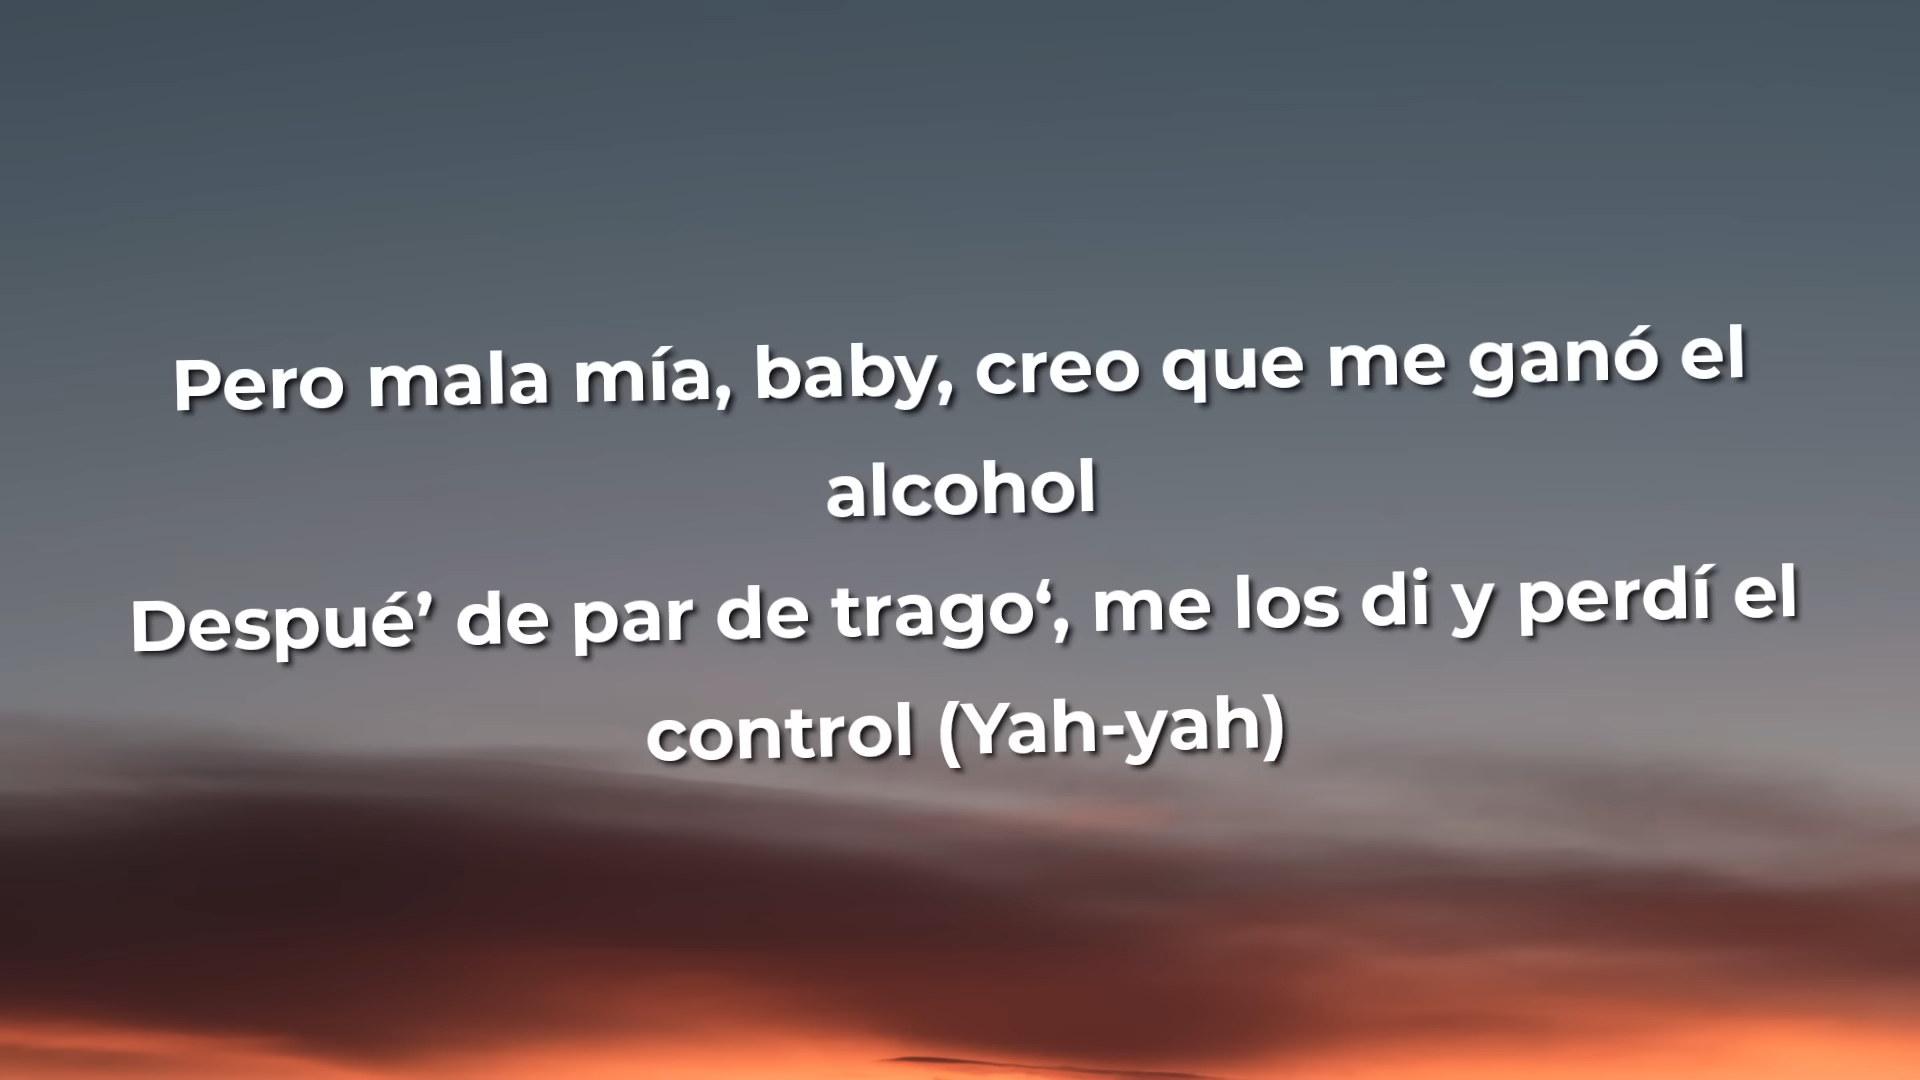 Pero mala mía, baby, creo que me ganó el
alcohol
Despué’ de par de trago‘, me los di y perdí el
control (Yah-yah)